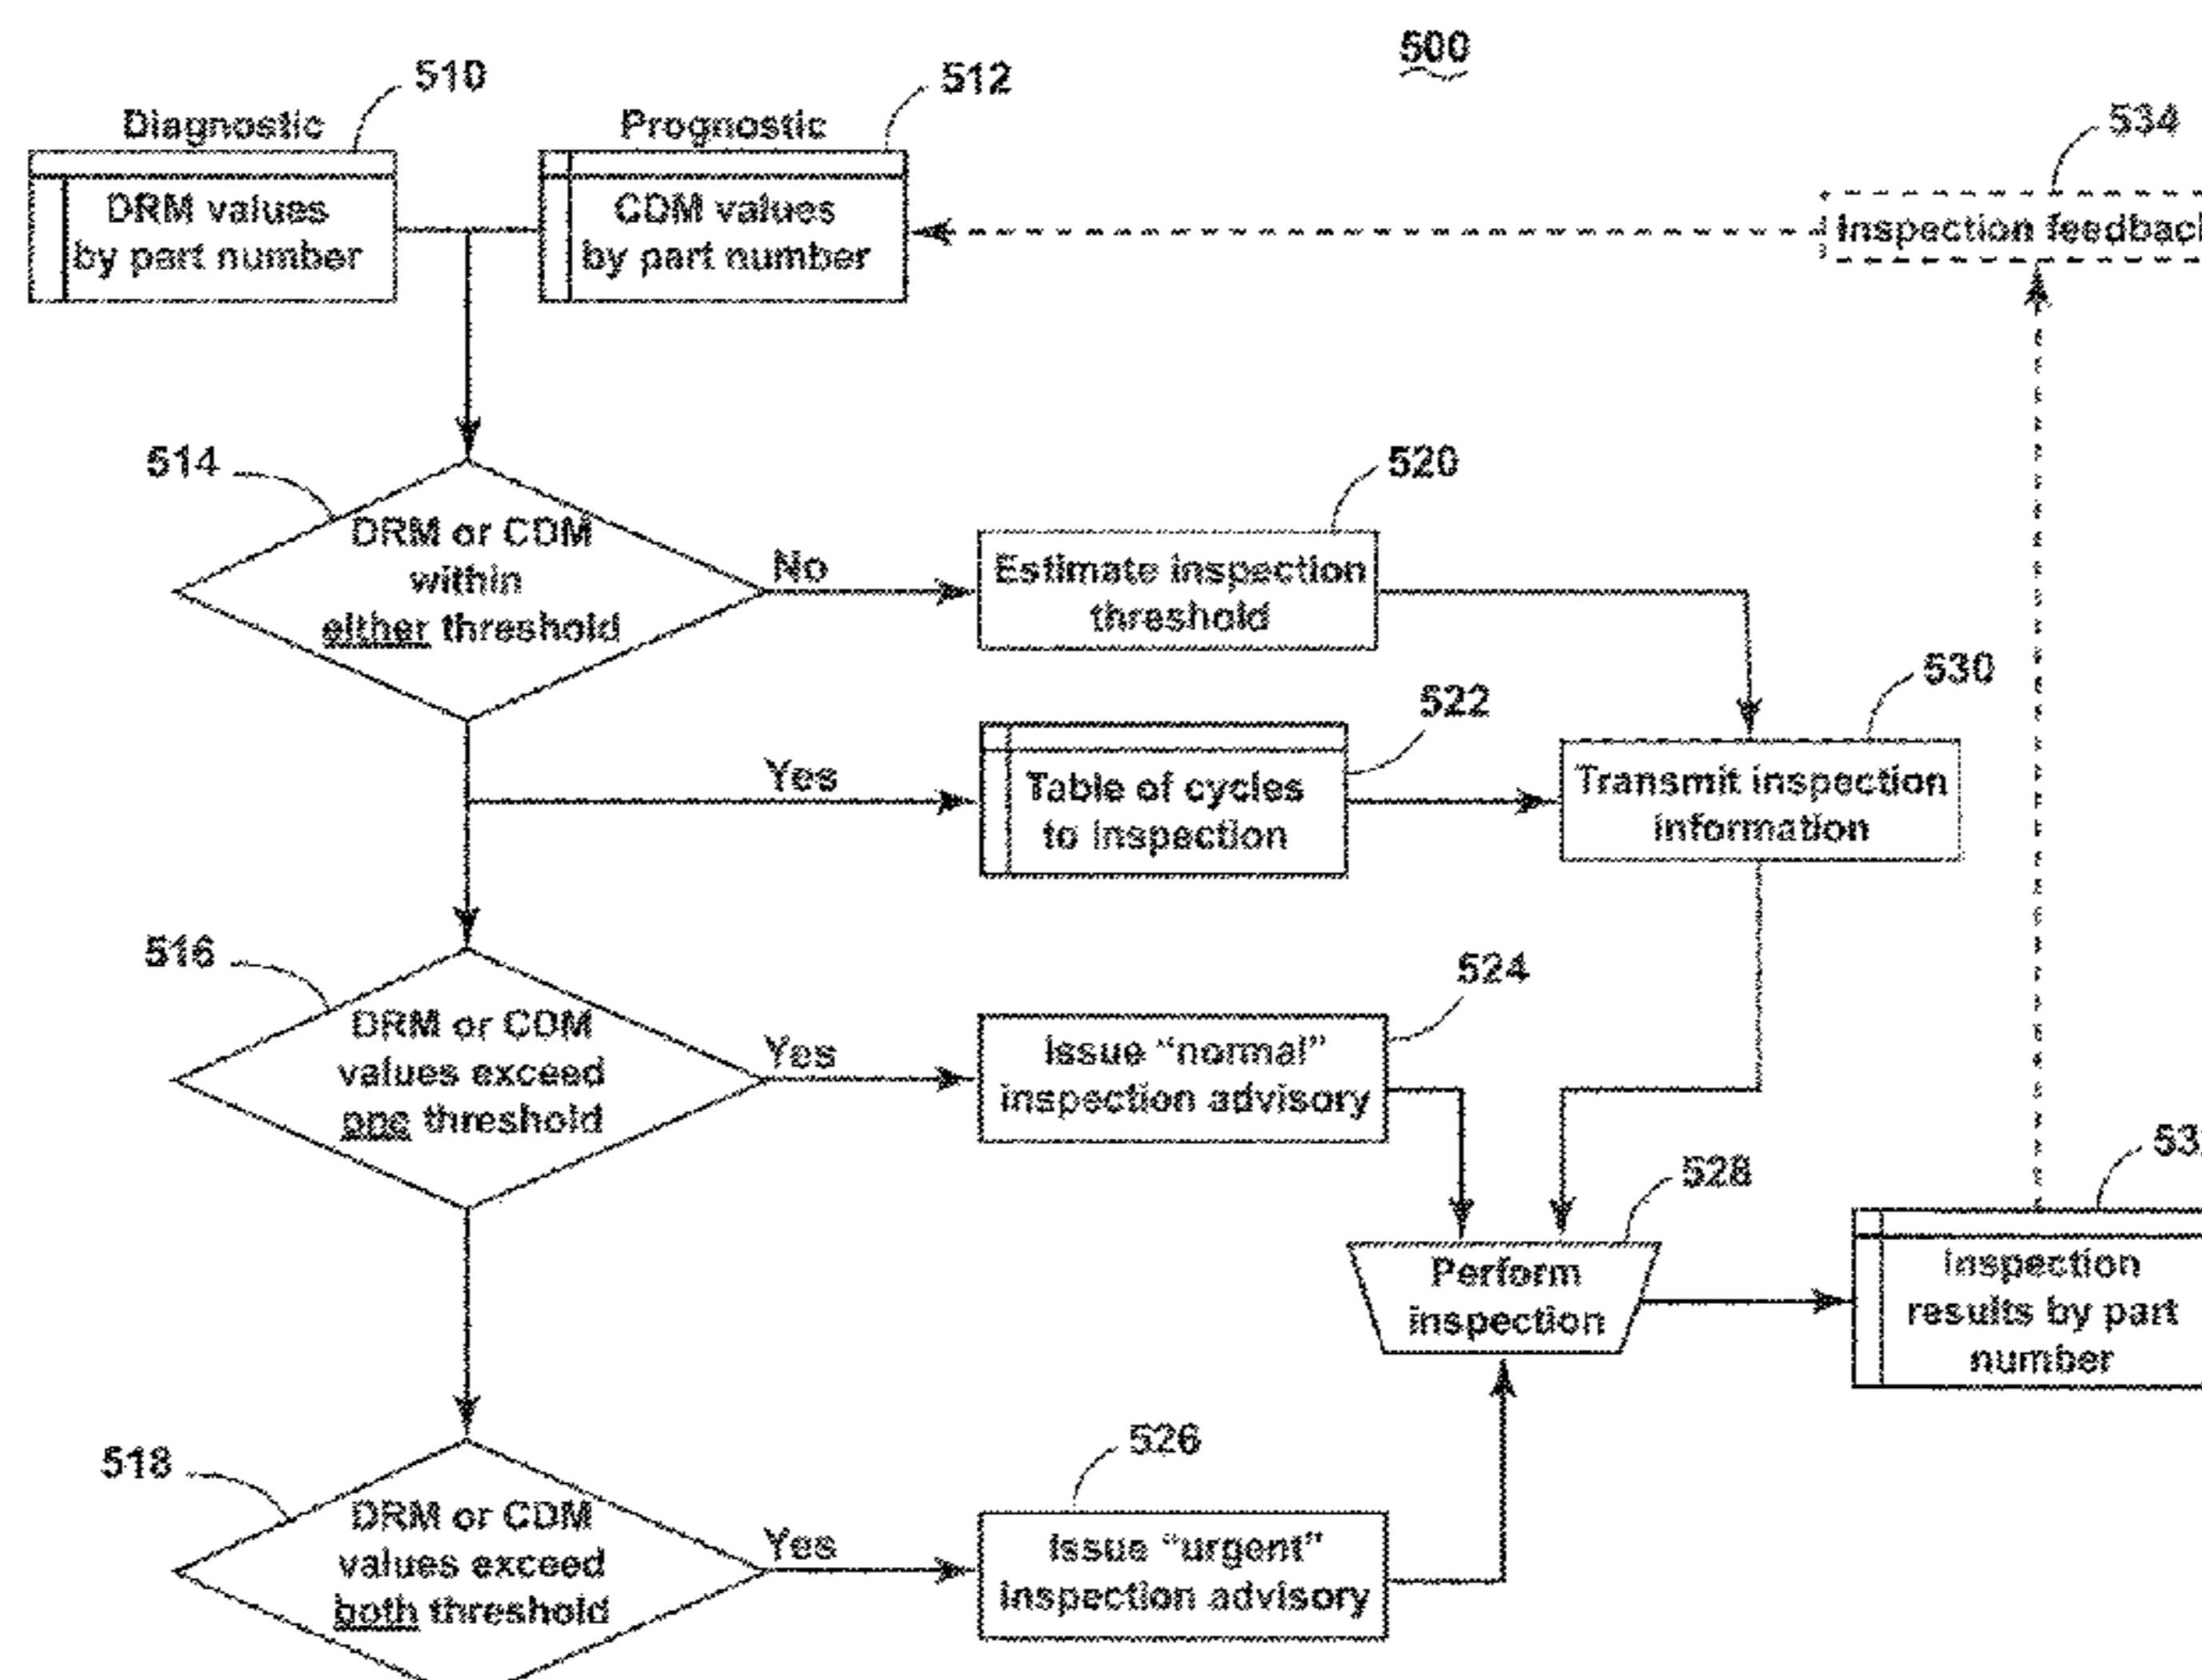 500
510
512
534
Diagnostic
Prognostic
DRM values
by part number
CDM values
by part number
Inspection feedback
514
520
DRM or CDM
within
either threshold
No
Estimate inspection
threshold
530
522
Yes
Table of cycles
to inspection
Transmit inspection
information
516
524
DRM or CDM
values exceed
one threshold
Yes
Issue “normal”
inspection advisory
528
Perform
inspection
Inspection
results by part
number
518
526
DRM or CDM
values exceed
both threshold
Yes
Issue “urgent”
inspection advisory